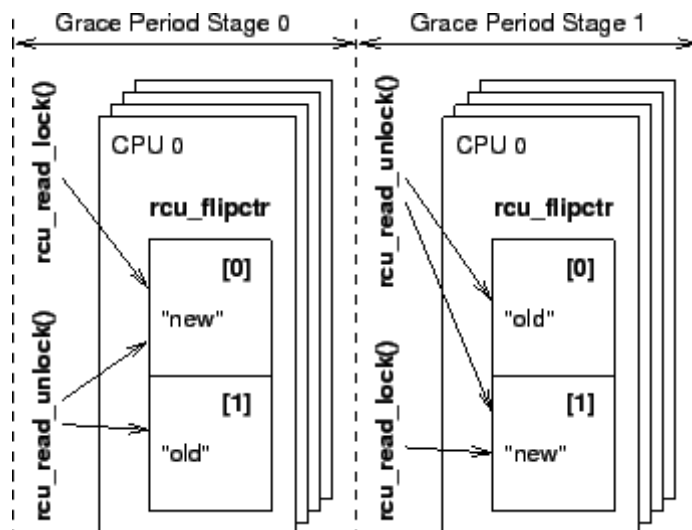 Grace Period Stage 0
Grace Period Stage 1
rcu_read_lock()
rcu_read_unlock()
CPU 0
rcu_flipctr
[0]
"new"
[1]
"old"
rcu_read_unlock()
rcu_read_lock()
CPU 0
rcu_flipctr
[0]
"old"
[1]
"new"